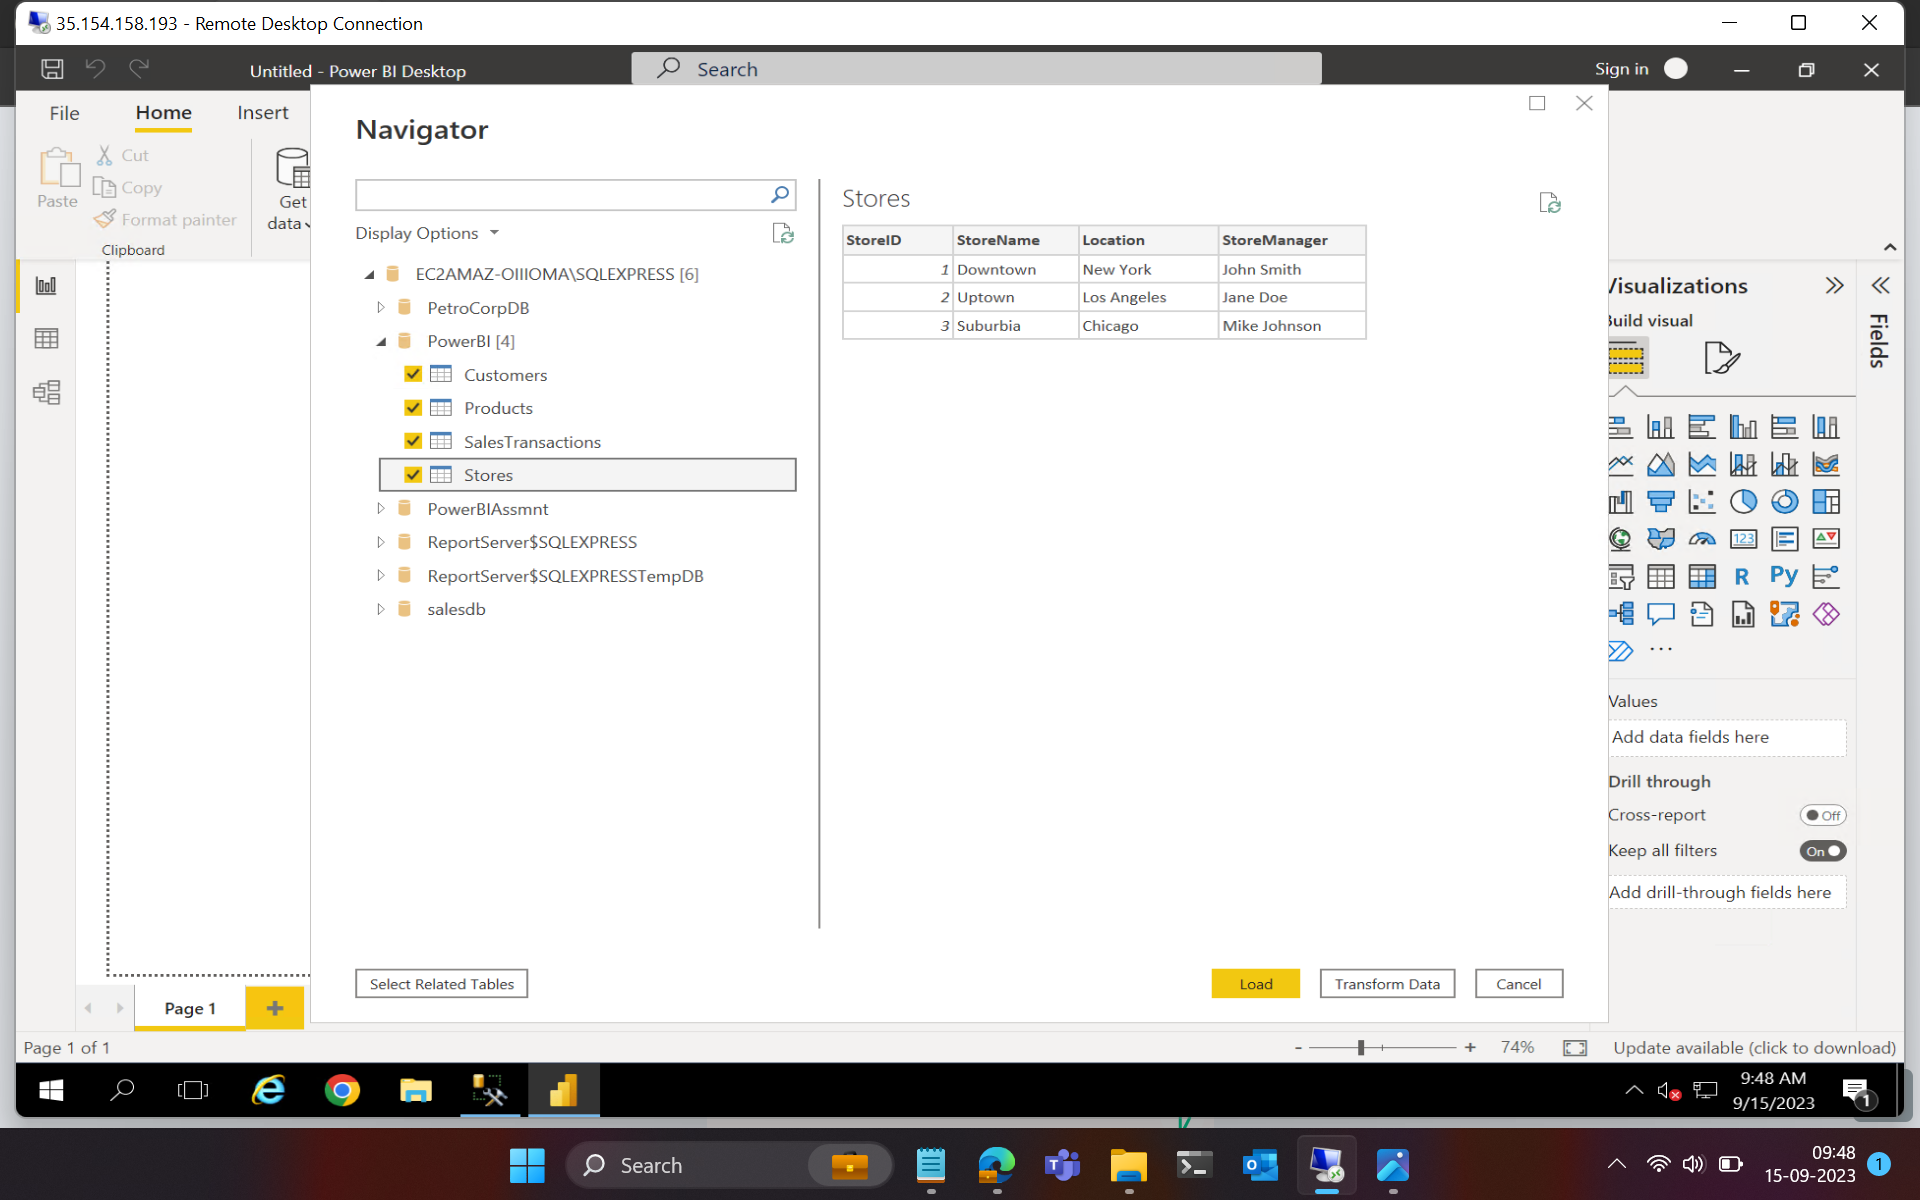 35.154.158.193 - Remote Desktop Connection
Untitled - Power BI Desktop
Search
Sign in
File
Home
Insert
Paste
Cut
Copy
Format painter
Clipboard
Get
data
Navigator
Display Options
EC2AMAZ-OIIIOMA\SQLEXPRESS [6]
PetroCorpDB
PowerBI [4]
Customers
Products
SalesTransactions
Stores
PowerBIAssmnt
ReportServer$SQLEXPRESS
ReportServer$SQLEXPRESSTempDB
salesdb
Stores
StoreID StoreName Location StoreManager
1 Downtown New York John Smith
2 Uptown Los Angeles Jane Doe
3 Suburbia Chicago Mike Johnson
Select Related Tables
Load
Transform Data
Cancel
Visualizations
Build visual
Fields
123
R
Py
Values
Add data fields here
Drill through
Cross-report
Off
Keep all filters
On
Add drill-through fields here
Page 1
Page 1 of 1
- + 74%
Update available (click to download)
9:48 AM
9/15/2023
1
Search
09:48
15-09-2023
1